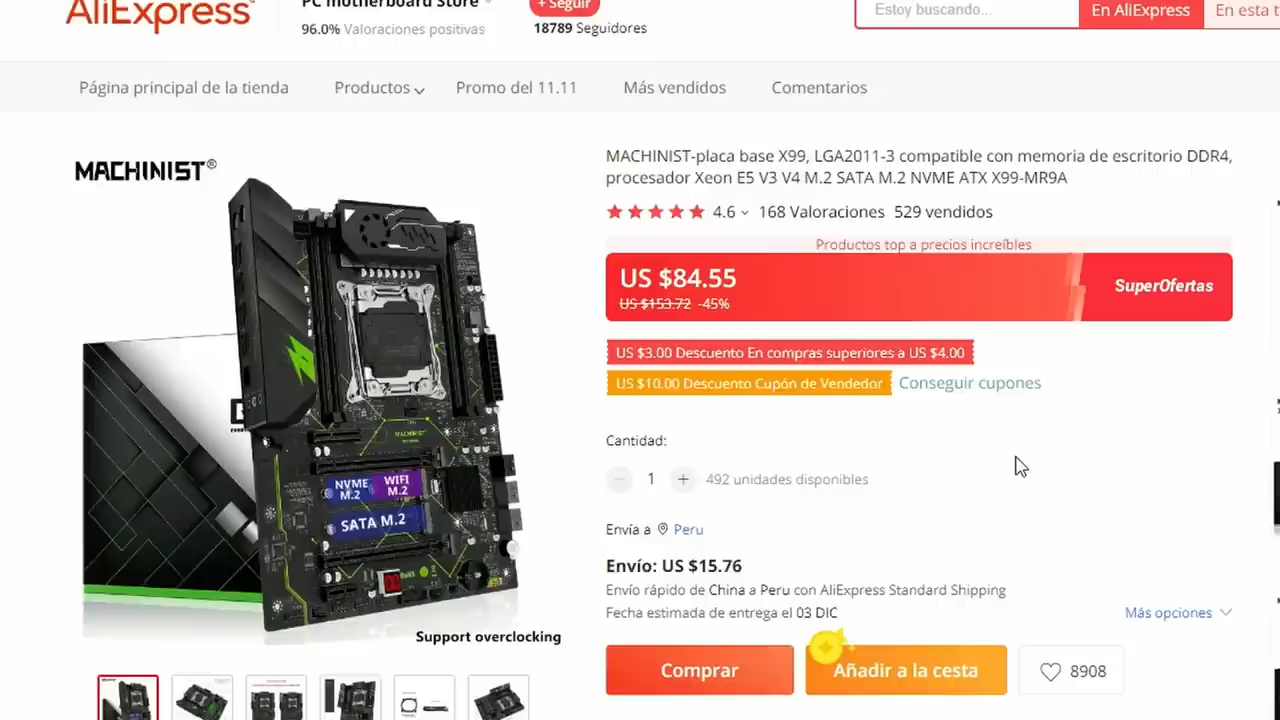 AliExpress
PC motherboard Store
+ Seguir
96.0% Valoraciones positivas
18789 Seguidores
Estoy buscando...
En AliExpress
En esta t
Página principal de la tienda
Productos
Promo del 11.11
Más vendidos
Comentarios
MACHINIST®
MACHINIST-placa base X99, LGA2011-3 compatible con memoria de escritorio DDR4,
procesador Xeon E5 V3 V4 M.2 SATA M.2 NVME ATX X99-MR9A
4.6
168 Valoraciones
529 vendidos
Productos top a precios increíbles
US $84.55
US $153.72 -45%
SuperOfertas
US $3.00 Descuento En compras superiores a US $4.00
US $10.00 Descuento Cupón de Vendedor
Conseguir cupones
MACHINIST
NVME
M.2
WIFI
M.2
SATA M.2
Support overclocking
Cantidad:
1
492 unidades disponibles
Envía a
Peru
Envío: US $15.76
Envío rápido de China a Peru con AliExpress Standard Shipping
Fecha estimada de entrega el 03 DIC
Más opciones
Comprar
Añadir a la cesta
8908